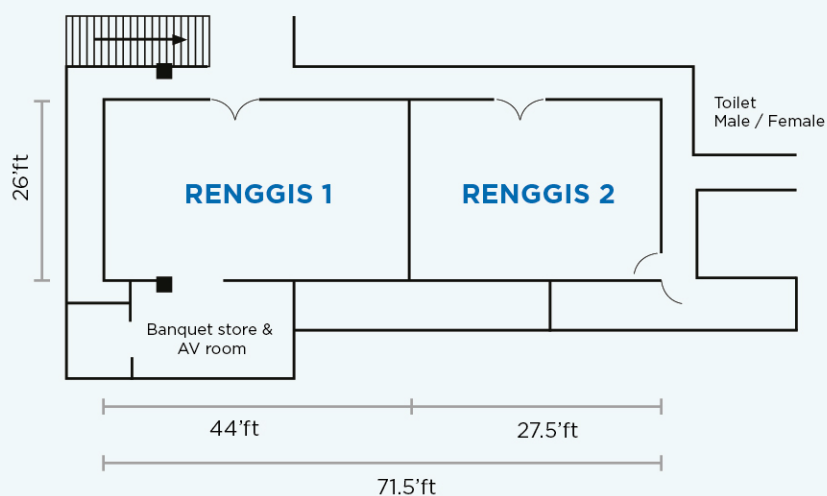 Toilet
Male / Female
26'ft
RENGGIS 1
RENGGIS 2
Banquet store &
AV room
44'ft
27.5'ft
71.5'ft